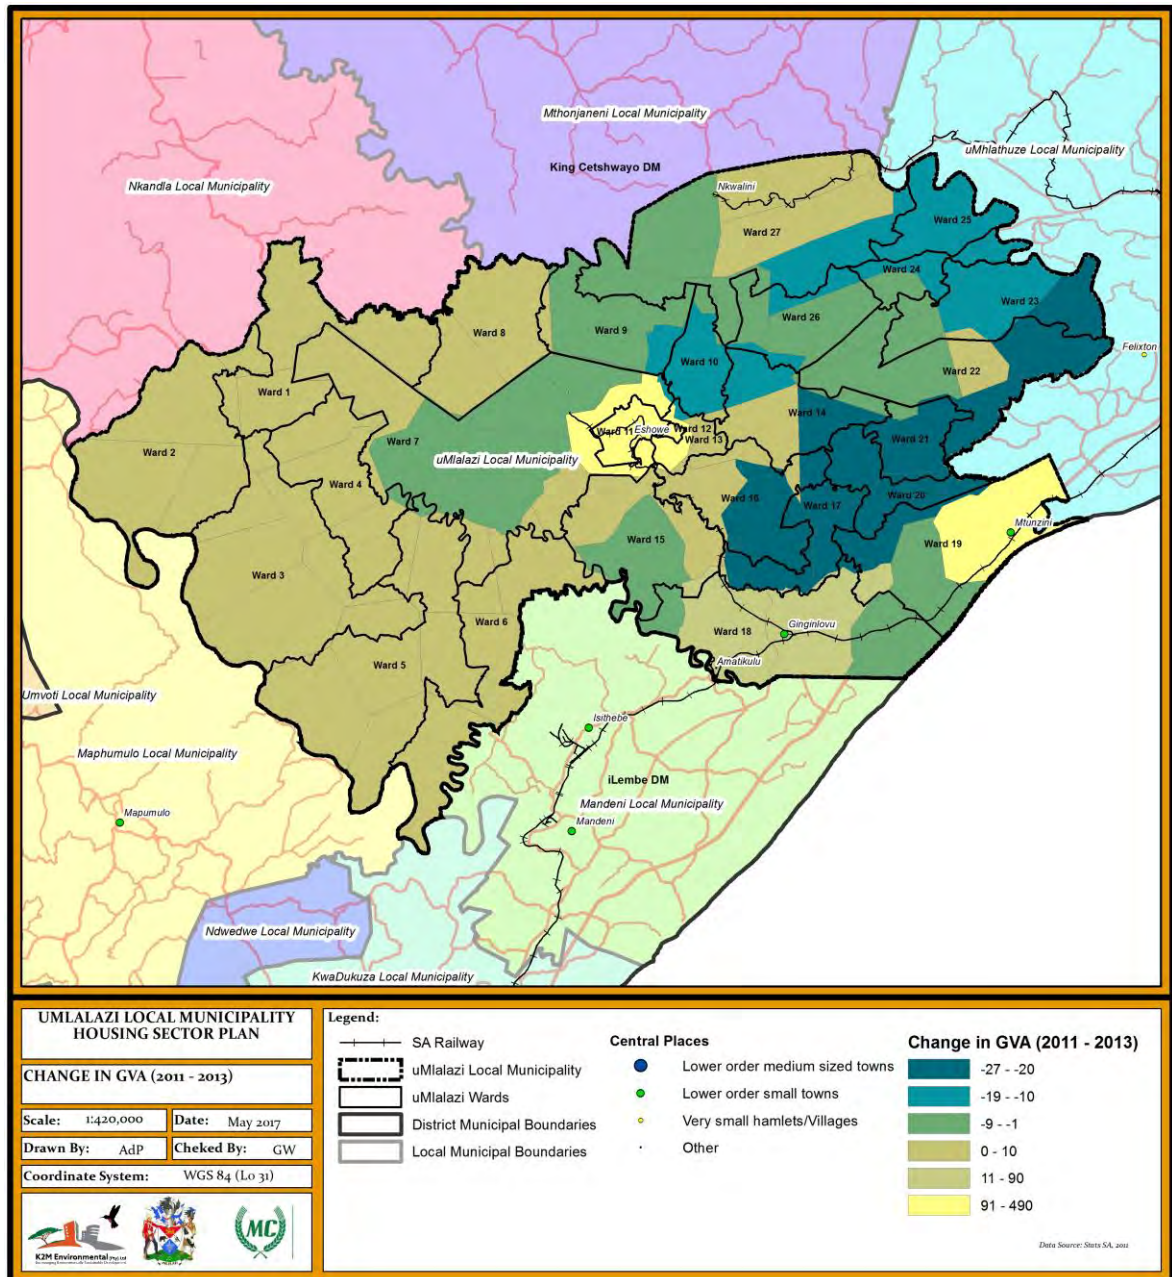 Mthonjaneni Local Municipality
uMhlathuze Local Municipality
King Cetshwayo DM
Nkandla Local Municipality
Nkwalini
Ward 25
Ward 27
Ward 24
Ward 23
Ward 26
Ward 8
Ward 9
Felixton
Ward 10
Ward 22
Ward 1
Ward 14
Ward 12
Ward 11
Eshowe
Ward 13
Ward 7
Ward 21
Ward 2
uMlalazi Local Municipality
Ward 4
Ward 16
Ward 20
Ward 17
Mtunzini
Ward 15
Ward 19
Ward 3
Ward 6
Ginginlovu
Ward 18
Ward 5
Amatikulu
Umvoti Local Municipality
Isithebe
Maphumulo Local Municipality
iLembe DM
Mandeni Local Municipality
Mapumulo
Mandeni
Ndwedwe Local Municipality
KwaDukuza Local Municipality
UMLALAZI LOCAL MUNICIPALITY
HOUSING SECTOR PLAN
CHANGE IN GVA (2011 - 2013)
Scale: 1:420,000 Date: May 2017
Drawn By: AdP Cheked By: GW
Coordinate System: WGS 84 (Lo 31)
K2M Environmental (Pty) Ltd
MC
Legend:
SA Railway
uMlalazi Local Municipality
uMlalazi Wards
District Municipal Boundaries
Local Municipal Boundaries
Central Places
Lower order medium sized towns
Lower order small towns
Very small hamlets/Villages
Other
Change in GVA (2011 - 2013)
-27 - -20
-19 - -10
-9 - -1
0 - 10
11 - 90
91 - 490
Data Source: Stats SA, 2011